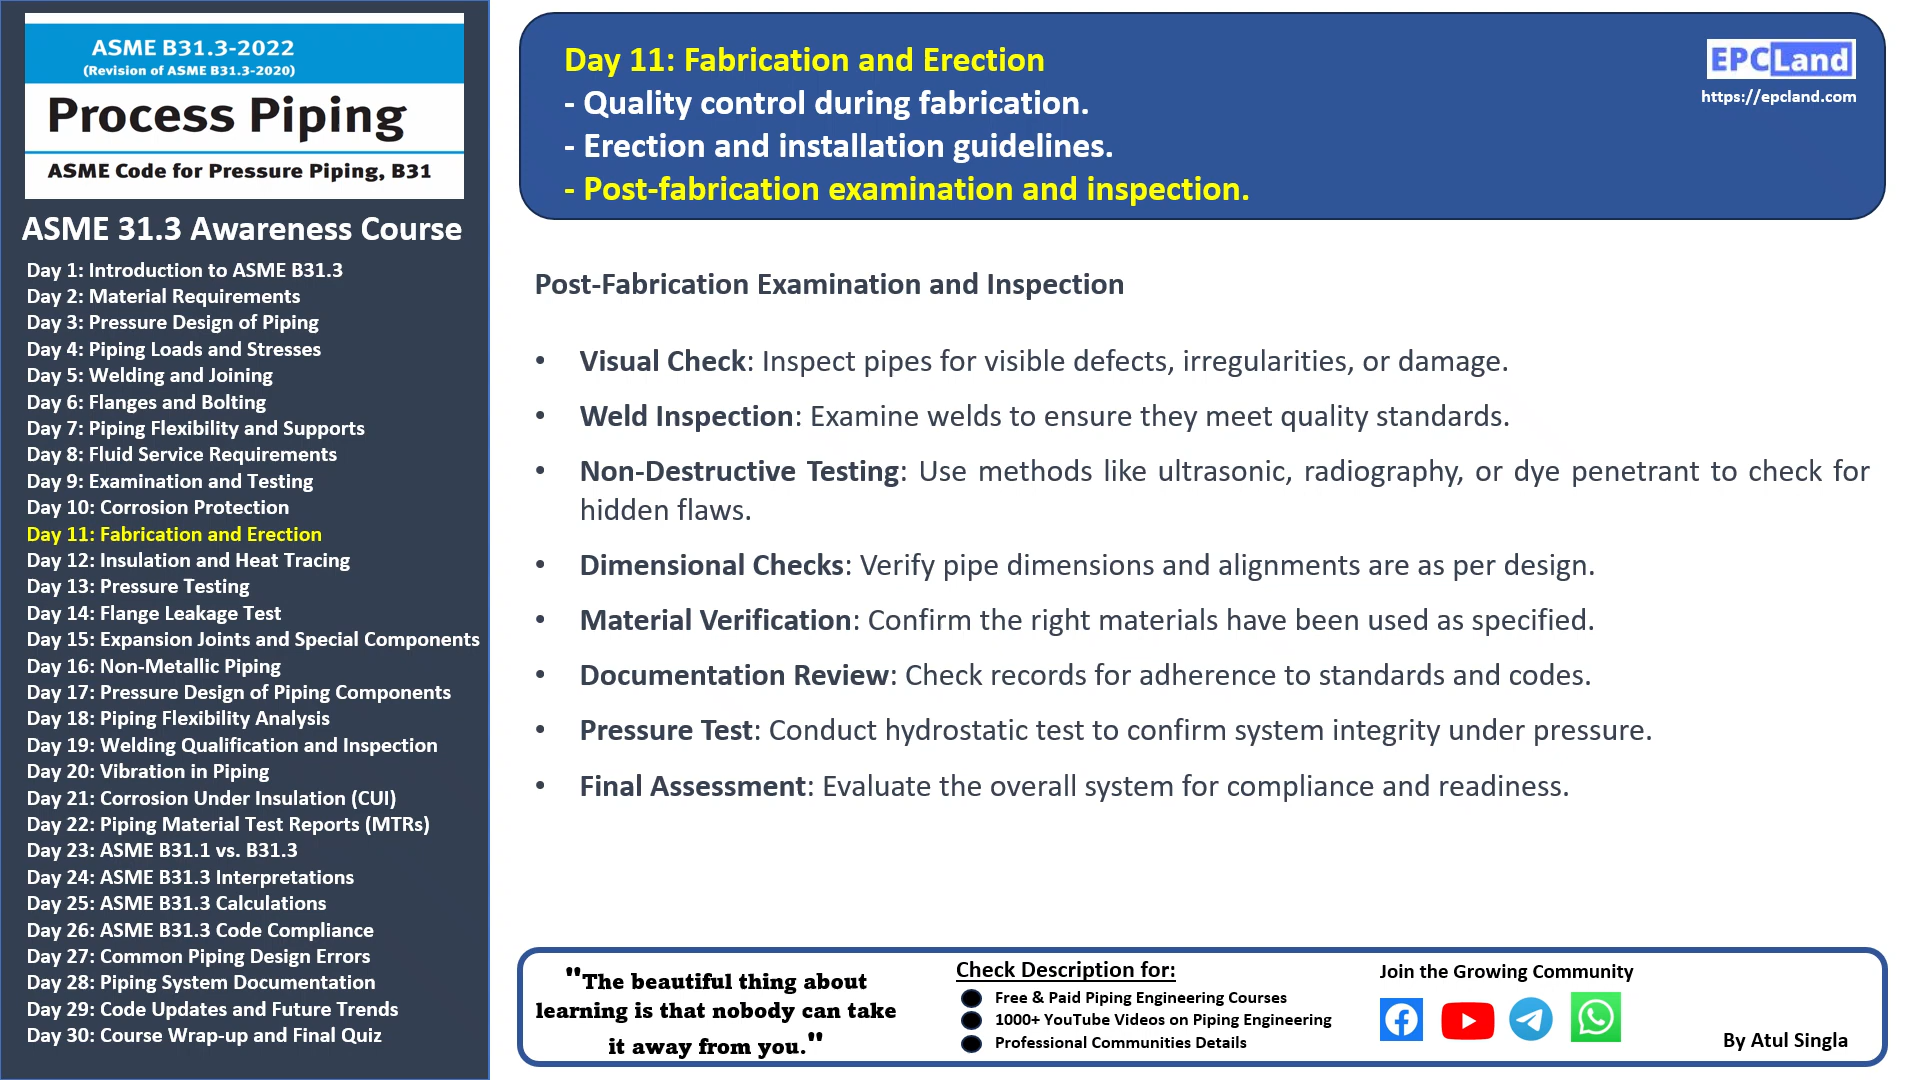 ASME B31.3-2022
(Revision of ASME B31.3-2020)
Process Piping
ASME Code for Pressure Piping, B31
ASME 31.3 Awareness Course
Day 1: Introduction to ASME B31.3
Day 2: Material Requirements
Day 3: Pressure Design of Piping
Day 4: Piping Loads and Stresses
Day 5: Welding and Joining
Day 6: Flanges and Bolting
Day 7: Piping Flexibility and Supports
Day 8: Fluid Service Requirements
Day 9: Examination and Testing
Day 10: Corrosion Protection
Day 11: Fabrication and Erection
Day 12: Insulation and Heat Tracing
Day 13: Pressure Testing
Day 14: Flange Leakage Test
Day 15: Expansion Joints and Special Components
Day 16: Non-Metallic Piping
Day 17: Pressure Design of Piping Components
Day 18: Piping Flexibility Analysis
Day 19: Welding Qualification and Inspection
Day 20: Vibration in Piping
Day 21: Corrosion Under Insulation (CUI)
Day 22: Piping Material Test Reports (MTRs)
Day 23: ASME B31.1 vs. B31.3
Day 24: ASME B31.3 Interpretations
Day 25: ASME B31.3 Calculations
Day 26: ASME B31.3 Code Compliance
Day 27: Common Piping Design Errors
Day 28: Piping System Documentation
Day 29: Code Updates and Future Trends
Day 30: Course Wrap-up and Final Quiz
Day 11: Fabrication and Erection
- Quality control during fabrication.
- Erection and installation guidelines.
- Post-fabrication examination and inspection.
EPCLand
https://epcland.com
Post-Fabrication Examination and Inspection
• Visual Check: Inspect pipes for visible defects, irregularities, or damage.
• Weld Inspection: Examine welds to ensure they meet quality standards.
• Non-Destructive Testing: Use methods like ultrasonic, radiography, or dye penetrant to check for
hidden flaws.
• Dimensional Checks: Verify pipe dimensions and alignments are as per design.
• Material Verification: Confirm the right materials have been used as specified.
• Documentation Review: Check records for adherence to standards and codes.
• Pressure Test: Conduct hydrostatic test to confirm system integrity under pressure.
• Final Assessment: Evaluate the overall system for compliance and readiness.
"The beautiful thing about
learning is that nobody can take
it away from you."
Check Description for:
● Free & Paid Piping Engineering Courses
● 1000+ YouTube Videos on Piping Engineering
● Professional Communities Details
Join the Growing Community
By Atul Singla